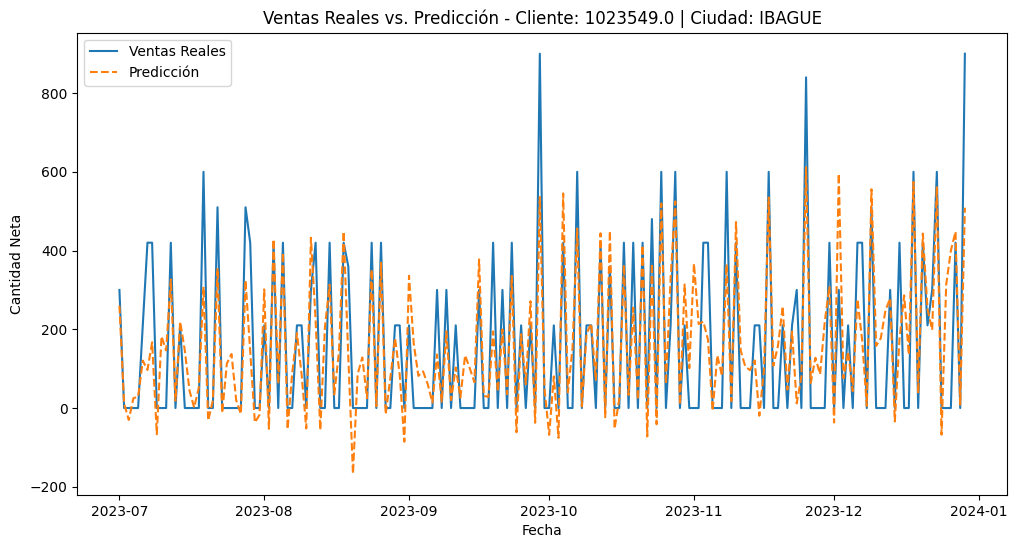 Ventas Reales vs. Predicción - Cliente: 1023549.0 | Ciudad: IBAGUE
Ventas Reales
Predicción
Cantidad Neta
800
600
400
200
0
−200
2023-07
2023-08
2023-09
2023-10
2023-11
2023-12
2024-01
Fecha